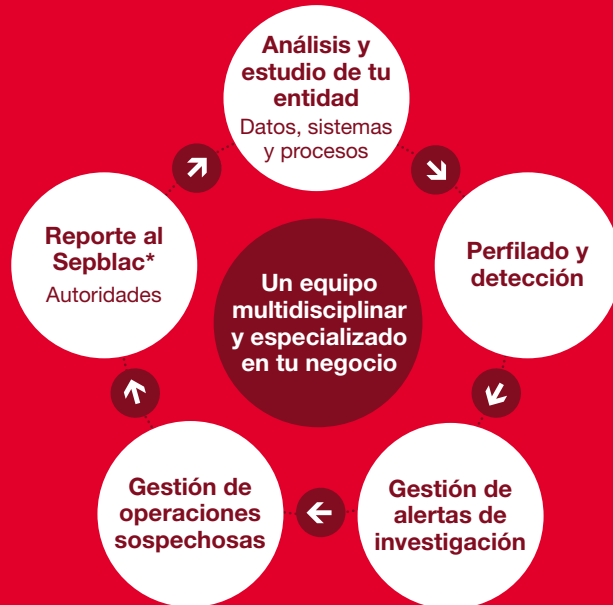 Análisis y
estudio de tu
entidad
Datos, sistemas
y procesos
Perfilado y
detección
Gestión de
alertas de
investigación
Gestión de
operaciones
sospechosas
Reporte al
Sepblac*
Autoridades
Un equipo
multidisciplinar
y especializado
en tu negocio